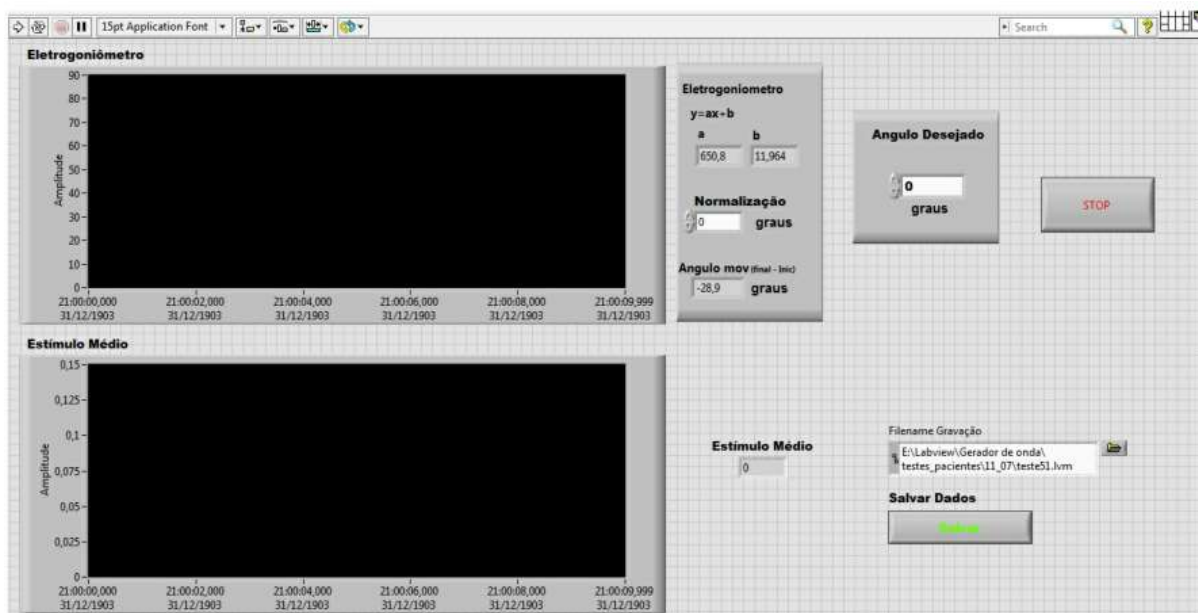 15pt Application Font
Search
Eletrogoniômetro
90
80
70
60
50
40
30
20
10
0
Amplitude
21:00:00,000
31/12/1903
21:00:02,000
31/12/1903
21:00:04,000
31/12/1903
21:00:06,000
31/12/1903
21:00:08,000
31/12/1903
21:00:09,999
31/12/1903
Eletrogoniometro
y=ax+b
a b
650,8 11,964
Normalização
0 graus
Angulo mov (final - Inic)
-28,9 graus
Angulo Desejado
0
graus
STOP
Estímulo Médio
0,15
0,125
0,1
0,075
0,05
0,025
0
Amplitude
21:00:00,000
31/12/1903
21:00:02,000
31/12/1903
21:00:04,000
31/12/1903
21:00:06,000
31/12/1903
21:00:08,000
31/12/1903
21:00:09,999
31/12/1903
Estímulo Médio
0
Filename Gravação
E:\Labview\Gerador de onda\
testes_pacientes\11_07\teste51.lvm
Salvar Dados